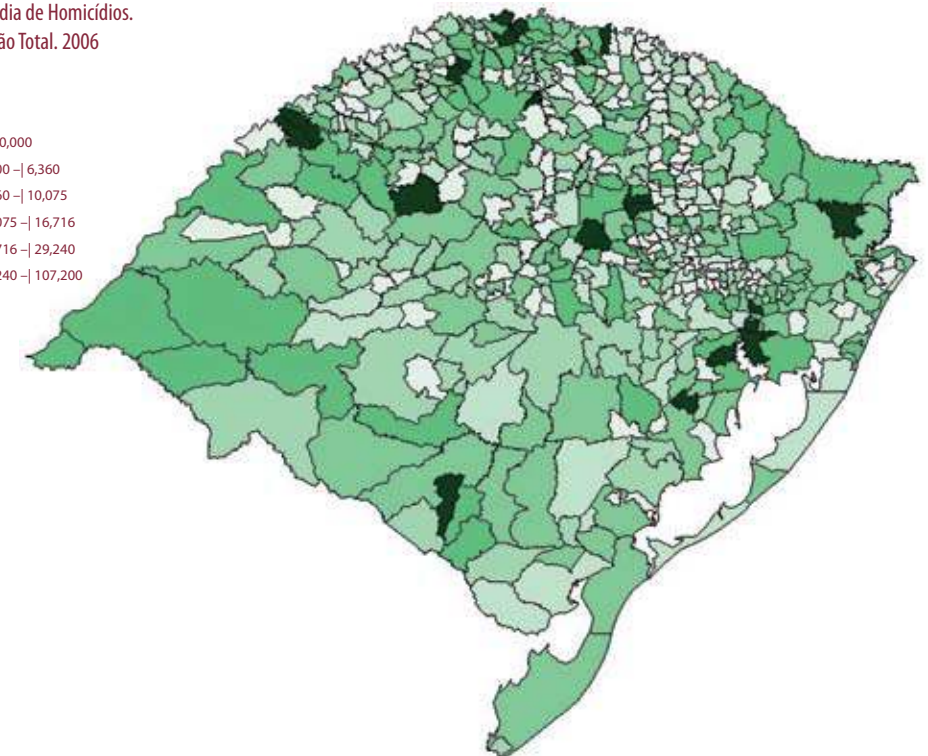 dia de Homicídios.
ão Total. 2006
0,000
00 –| 6,360
60 –| 10,075
075 –| 16,716
716 –| 29,240
240 –| 107,200